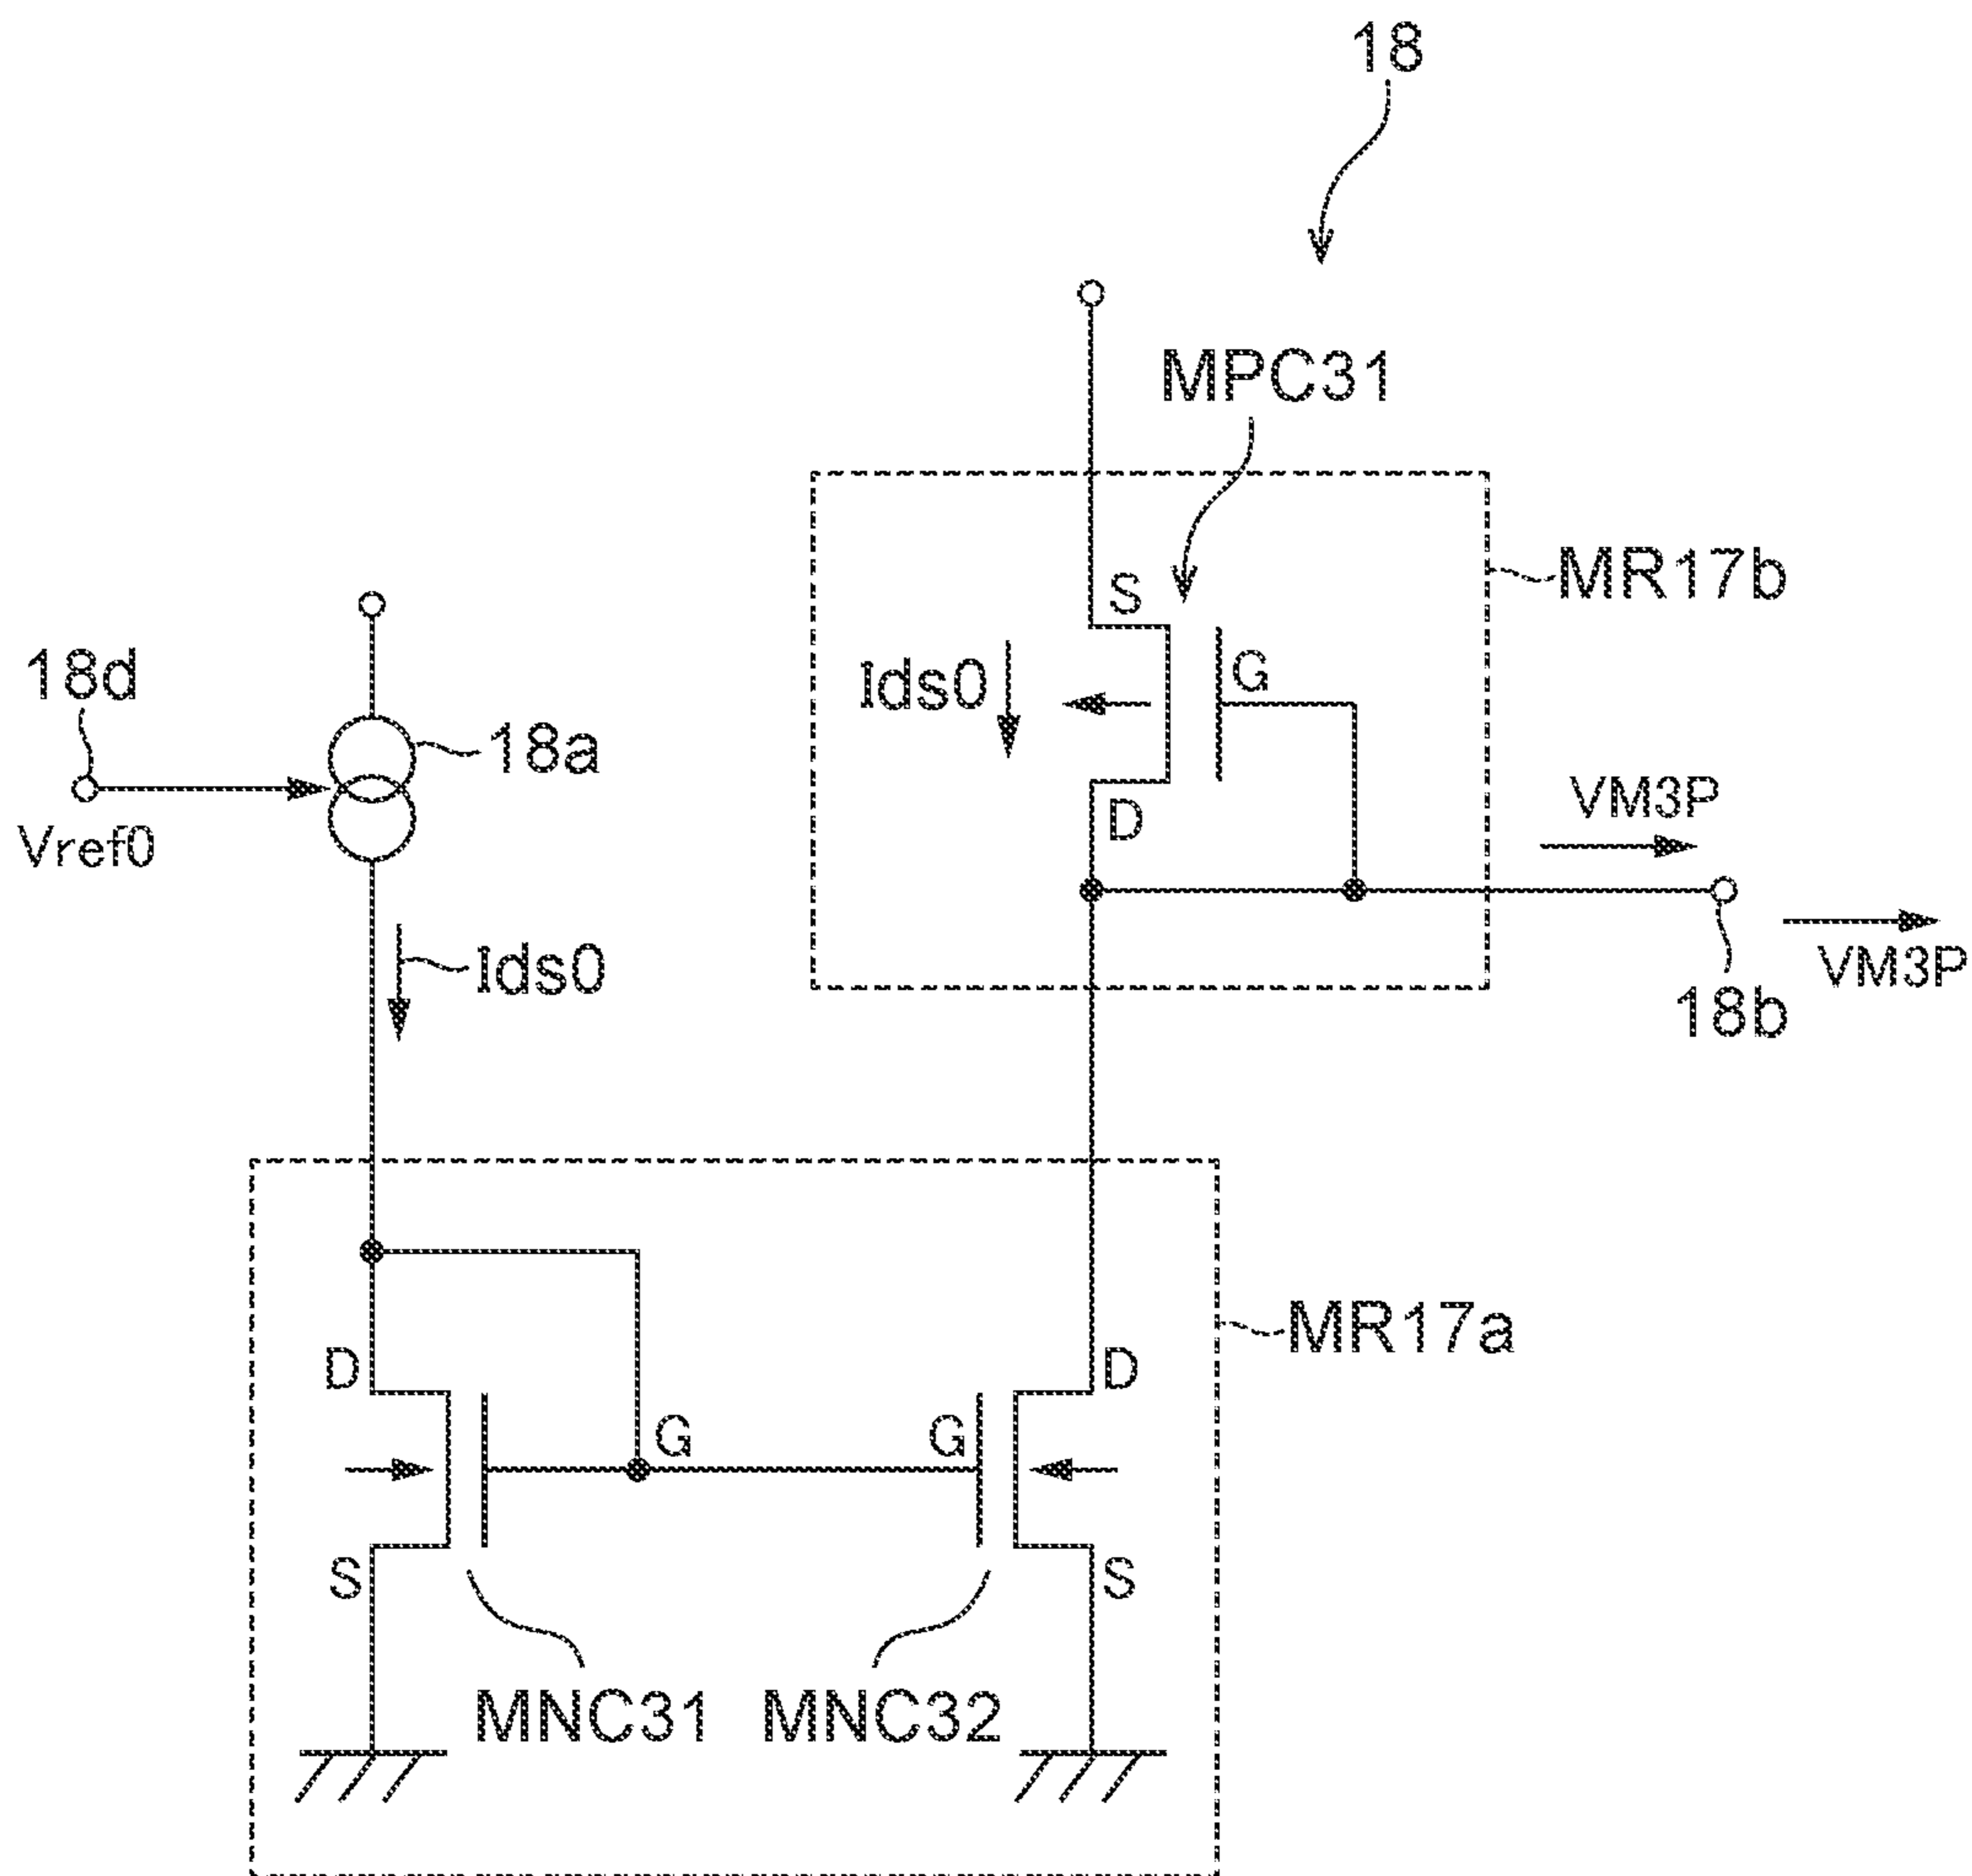 18
MPC31
MR17b
S
18d
Ids0
G
18a
VM3P
Vref0
D
Ids0
VM3P
18b
MR17a
D
D
G
G
S
S
MNC31
MNC32